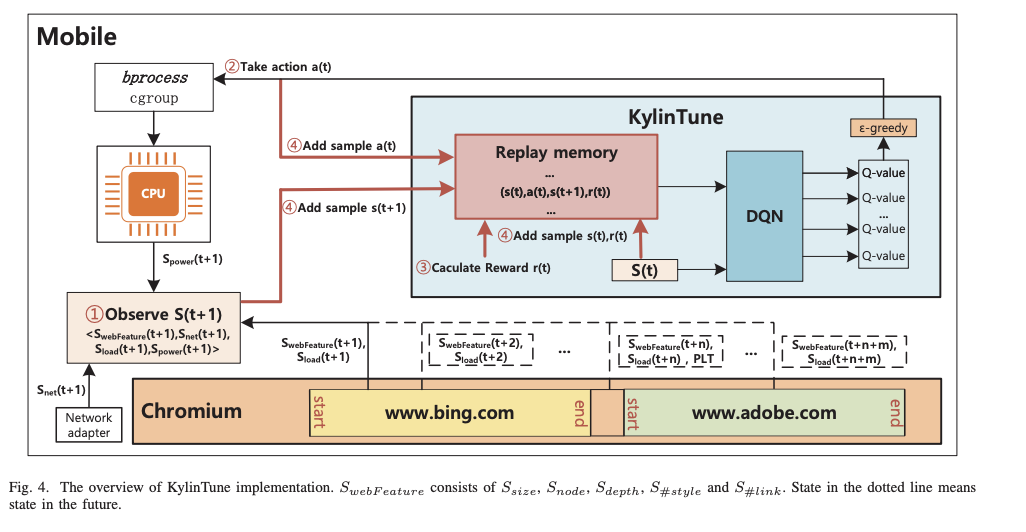 Mobile
bprocess
cgroup
②Take action a(t)
KylinTune
ε-greedy
④Add sample a(t)
Replay memory
...
(s(t),a(t),s(t+1),r(t))
...
CPU
DQN
Q-value
Q-value
...
Q-value
Q-value
④Add sample s(t+1)
④Add sample s(t),r(t)
③Caculate Reward r(t)
S(t)
Spower(t+1)
①Observe S(t+1)
<SwebFeature(t+1),Snet(t+1),
Sload(t+1),Spower(t+1)>
SwebFeature(t+1),
Sload(t+1)
SwebFeature(t+2),
Sload(t+2)
...
SwebFeature(t+n),
Sload(t+n) , PLT
...
SwebFeature(t+n+m),
Sload(t+n+m)
Snet(t+1)
Network
adapter
Chromium
start
www.bing.com
end
start
www.adobe.com
end
Fig. 4. The overview of KylinTune implementation. SwebFeature consists of Ssize, Snode, Sdepth, S#style and S#link. State in the dotted line means
state in the future.